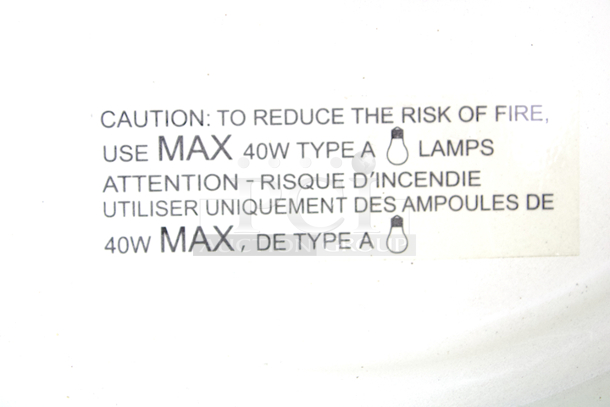 CAUTION: TO REDUCE THE RISK OF FIRE,
USE MAX 40W TYPE A LAMPS
ATTENTION - RISQUE D'INCENDIE
UTILISER UNIQUEMENT DES AMPOULES DE
40W MAX, DE TYPE A